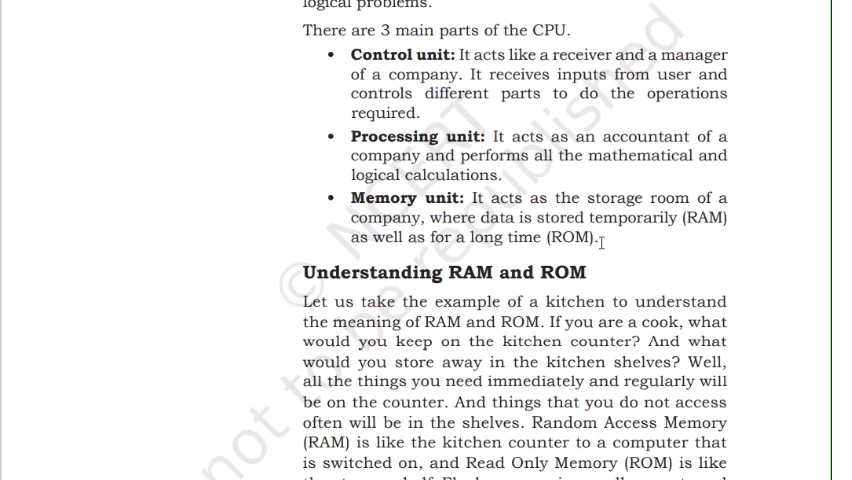 logical problems.
There are 3 main parts of the CPU.
• Control unit: It acts like a receiver and a manager
of a company. It receives inputs from user and
controls different parts to do the operations
required.
• Processing unit: It acts as an accountant of a
company and performs all the mathematical and
logical calculations.
• Memory unit: It acts as the storage room of a
company, where data is stored temporarily (RAM)
as well as for a long time (ROM).
Understanding RAM and ROM
Let us take the example of a kitchen to understand
the meaning of RAM and ROM. If you are a cook, what
would you keep on the kitchen counter? And what
would you store away in the kitchen shelves? Well,
all the things you need immediately and regularly will
be on the counter. And things that you do not access
often will be in the shelves. Random Access Memory
(RAM) is like the kitchen counter to a computer that
is switched on, and Read Only Memory (ROM) is like
© NCERT
not to be republished